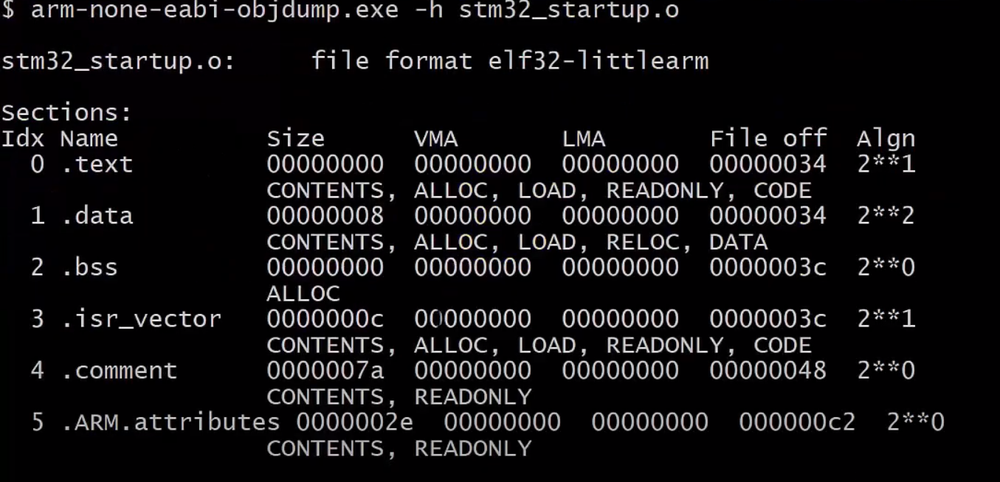 $ arm-none-eabi-objdump.exe -h stm32_startup.o
stm32_startup.o:     file format elf32-littlearm
Sections:
Idx Name          Size      VMA       LMA       File off  Algn
  0 .text         00000000  00000000  00000000  00000034  2**1
                  CONTENTS, ALLOC, LOAD, READONLY, CODE
  1 .data         00000008  00000000  00000000  00000034  2**2
                  CONTENTS, ALLOC, LOAD, RELOC, DATA
  2 .bss          00000000  00000000  00000000  0000003c  2**0
                  ALLOC
  3 .isr_vector   0000000c  00000000  00000000  0000003c  2**1
                  CONTENTS, ALLOC, LOAD, READONLY, CODE
  4 .comment      0000007a  00000000  00000000  00000048  2**0
                  CONTENTS, READONLY
  5 .ARM.attributes 0000002e  00000000  00000000  000000c2  2**0
                  CONTENTS, READONLY